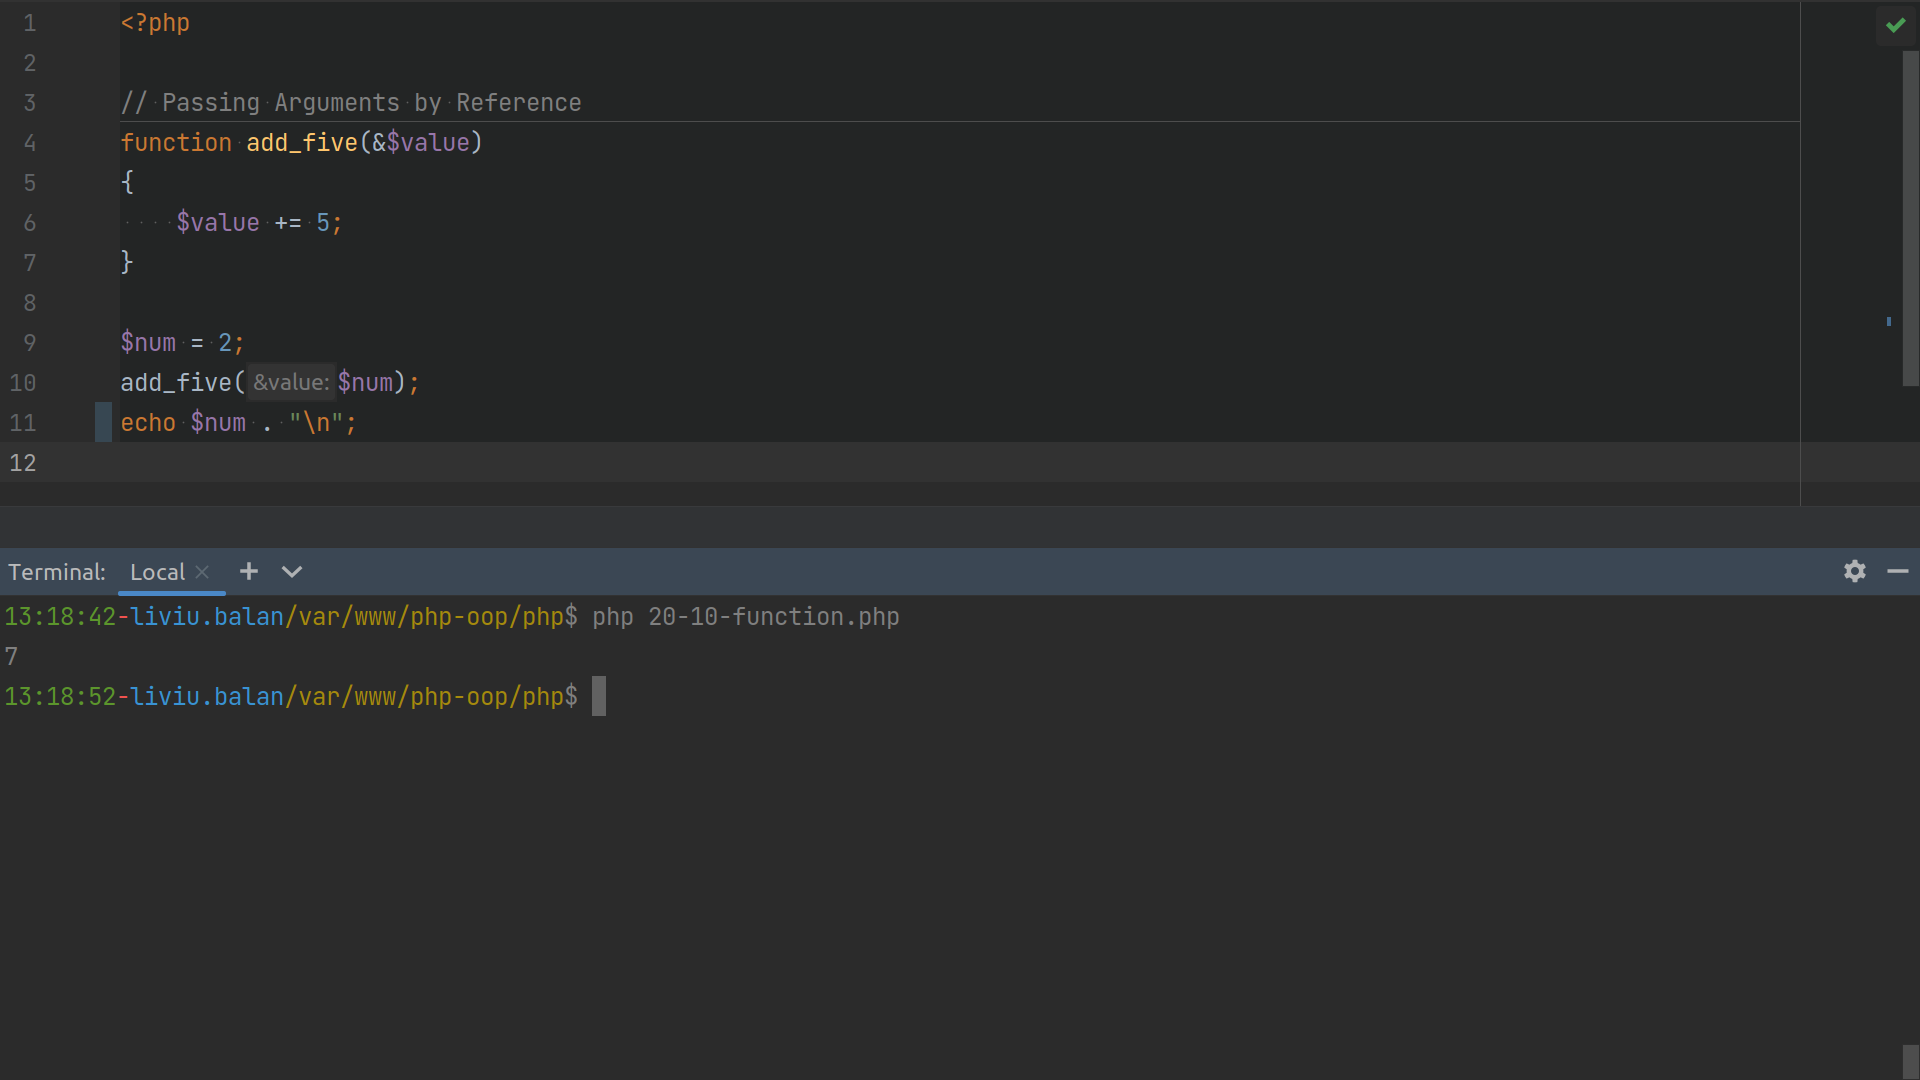 1 <?php
2
3 // Passing Arguments by Reference
4 function add_five(&$value)
5 {
6     $value += 5;
7 }
8
9 $num = 2;
10 add_five( &value: $num);
11 echo $num . "\n";
12
Terminal: Local
13:18:42-liviu.balan/var/www/php-oop/php$ php 20-10-function.php
7
13:18:52-liviu.balan/var/www/php-oop/php$